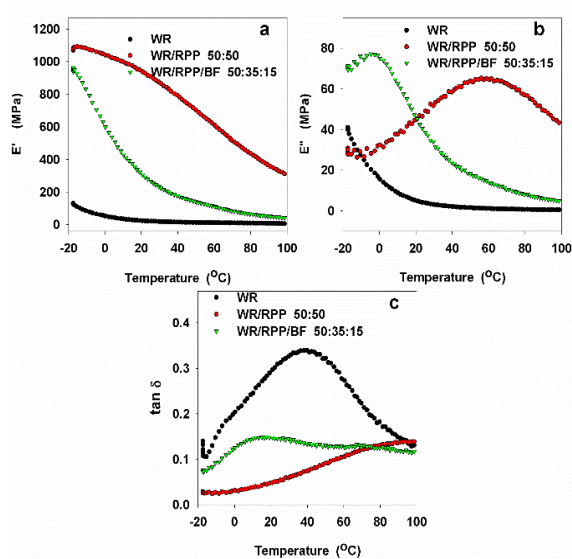 a
WR
WR/RPP 50:50
WR/RPP/BF 50:35:15
1200
1000
800
600
400
200
0
E' (MPa)
-20 0 20 40 60 80 100
Temperature (°C)
b
WR
WR/RPP 50:50
WR/RPP/BF 50:35:15
80
60
40
20
0
E" (MPa)
-20 0 20 40 60 80 100
Temperature (°C)
c
WR
WR/RPP 50:50
WR/RPP/BF 50:35:15
0.4
0.3
0.2
0.1
0.0
tan δ
-20 0 20 40 60 80 100
Temperature (°C)